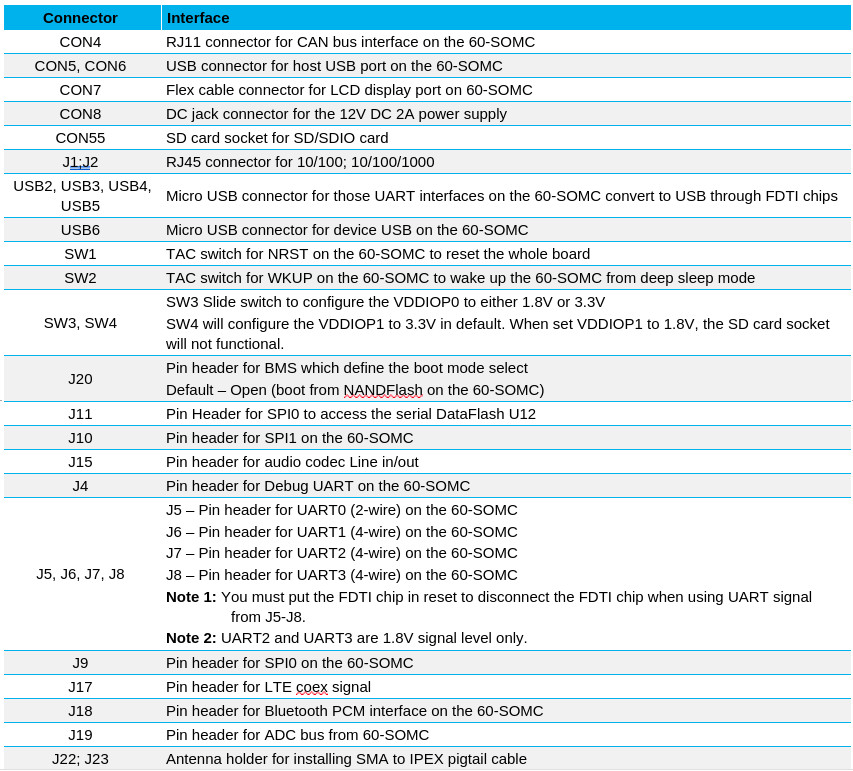 Connector Interface
CON4 RJ11 connector for CAN bus interface on the 60-SOMC
CON5, CON6 USB connector for host USB port on the 60-SOMC
CON7 Flex cable connector for LCD display port on 60-SOMC
CON8 DC jack connector for the 12V DC 2A power supply
CON55 SD card socket for SD/SDIO card
J1;J2 RJ45 connector for 10/100; 10/100/1000
USB2, USB3, USB4,
USB5
Micro USB connector for those UART interfaces on the 60-SOMC convert to USB through FDTI chips
USB6 Micro USB connector for device USB on the 60-SOMC
SW1 TAC switch for NRST on the 60-SOMC to reset the whole board
SW2 TAC switch for WKUP on the 60-SOMC to wake up the 60-SOMC from deep sleep mode
SW3, SW4
SW3 Slide switch to configure the VDDIOP0 to either 1.8V or 3.3V
SW4 will configure the VDDIOP1 to 3.3V in default. When set VDDIOP1 to 1.8V, the SD card socket
will not functional.
J20
Pin header for BMS which define the boot mode select
Default – Open (boot from NANDFlash on the 60-SOMC)
J11 Pin Header for SPI0 to access the serial DataFlash U12
J10 Pin header for SPI1 on the 60-SOMC
J15 Pin header for audio codec Line in/out
J4 Pin header for Debug UART on the 60-SOMC
J5, J6, J7, J8
J5 – Pin header for UART0 (2-wire) on the 60-SOMC
J6 – Pin header for UART1 (4-wire) on the 60-SOMC
J7 – Pin header for UART2 (4-wire) on the 60-SOMC
J8 – Pin header for UART3 (4-wire) on the 60-SOMC
Note 1: You must put the FDTI chip in reset to disconnect the FDTI chip when using UART signal
from J5-J8.
Note 2: UART2 and UART3 are 1.8V signal level only.
J9 Pin header for SPI0 on the 60-SOMC
J17 Pin header for LTE coex signal
J18 Pin header for Bluetooth PCM interface on the 60-SOMC
J19 Pin header for ADC bus from 60-SOMC
J22; J23 Antenna holder for installing SMA to IPEX pigtail cable